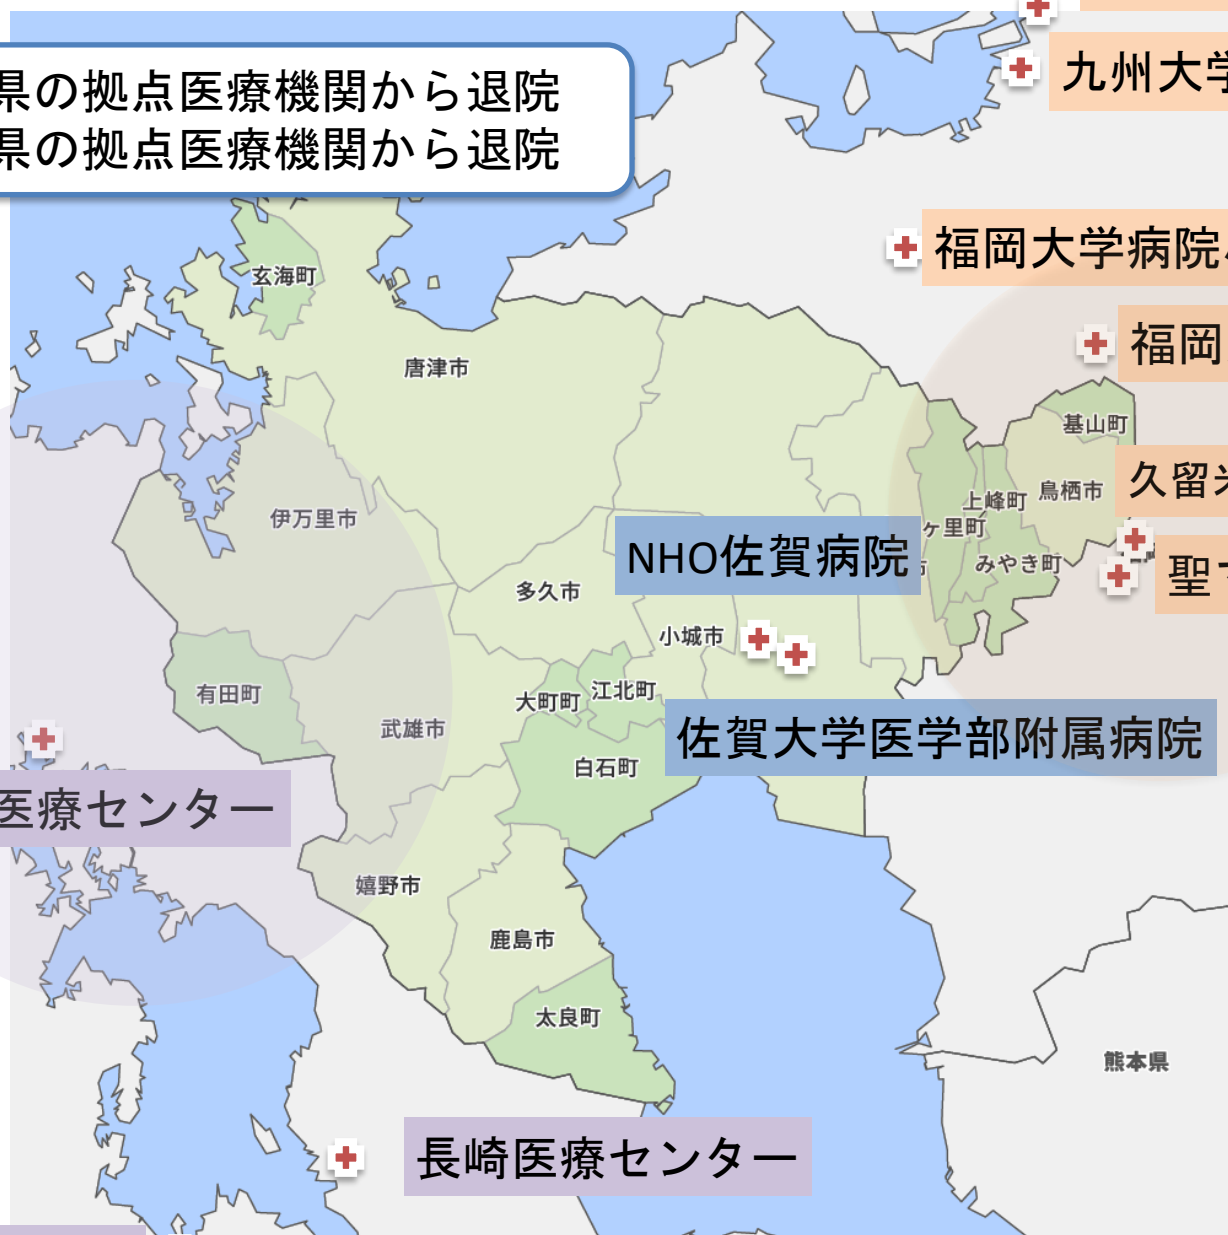 県の拠点医療機関から退院
県の拠点医療機関から退院
九州大学
福岡大学病院
福岡
玄海町
唐津市
基山町
久留米
鳥栖市
上峰町
伊万里市
ヶ里町
NHO佐賀病院
市
みやき町
聖マ
多久市
小城市
有田町
大町町
江北町
武雄市
佐賀大学医学部附属病院
白石町
医療センター
嬉野市
鹿島市
太良町
熊本県
長崎医療センター